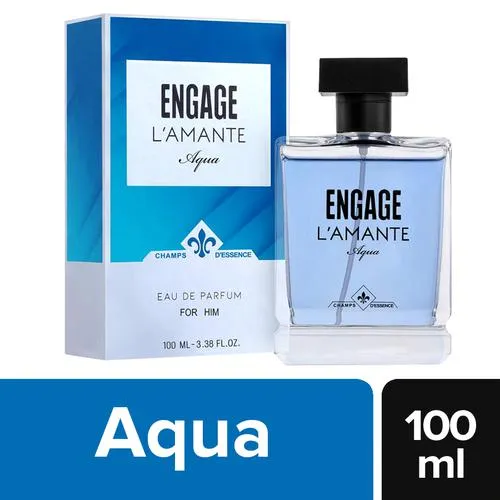 ENGAGE
L'AMANTE
Aqua
CHAMPS D'ESSENCE
EAU DE PARFUM
FOR HIM
100 ML-3.38 FL.OZ.
ENGAGE
L'AMANTE
Aqua
CHAMPS D'ESSENCE
Aqua
100
ml